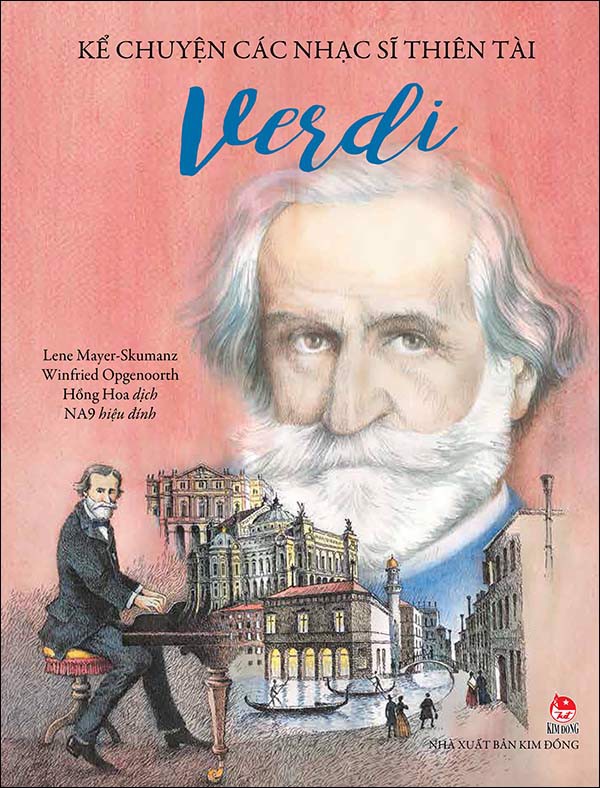 KỂ CHUYỆN CÁC NHẠC SĨ THIÊN TÀI
Verdi
Lene Mayer-Skumanz
Winfried Opgenoorth
Hồng Hoa dịch
NA9 hiệu đính
KIM ĐỒNG
NHÀ XUẤT BẢN KIM ĐỒNG